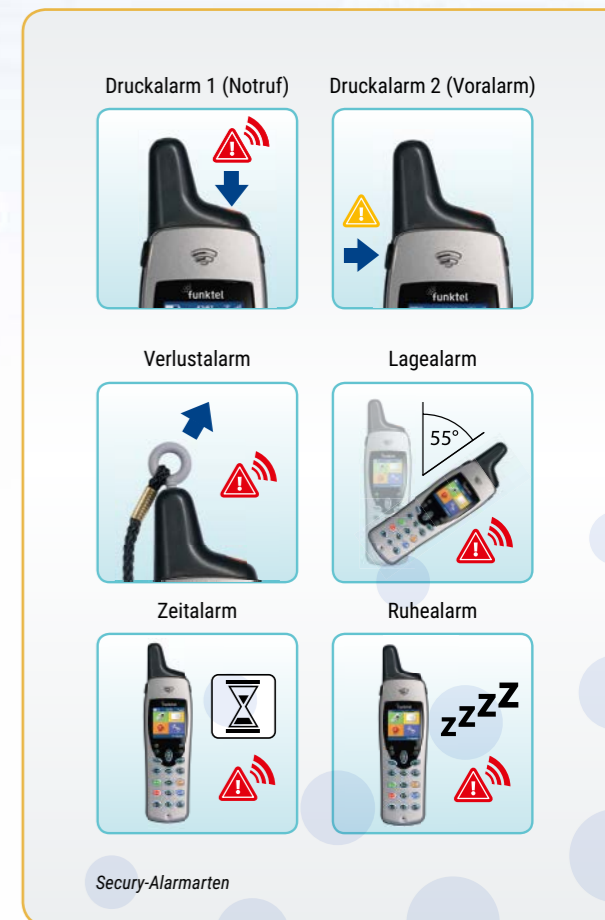 Druckalarm 1 (Notruf)
Druckalarm 2 (Voralarm)
funktel
funktel
Verlustalarm
Lagealarm
55°
Zeitalarm
Ruhealarm
zzzz
Secury-Alarmarten